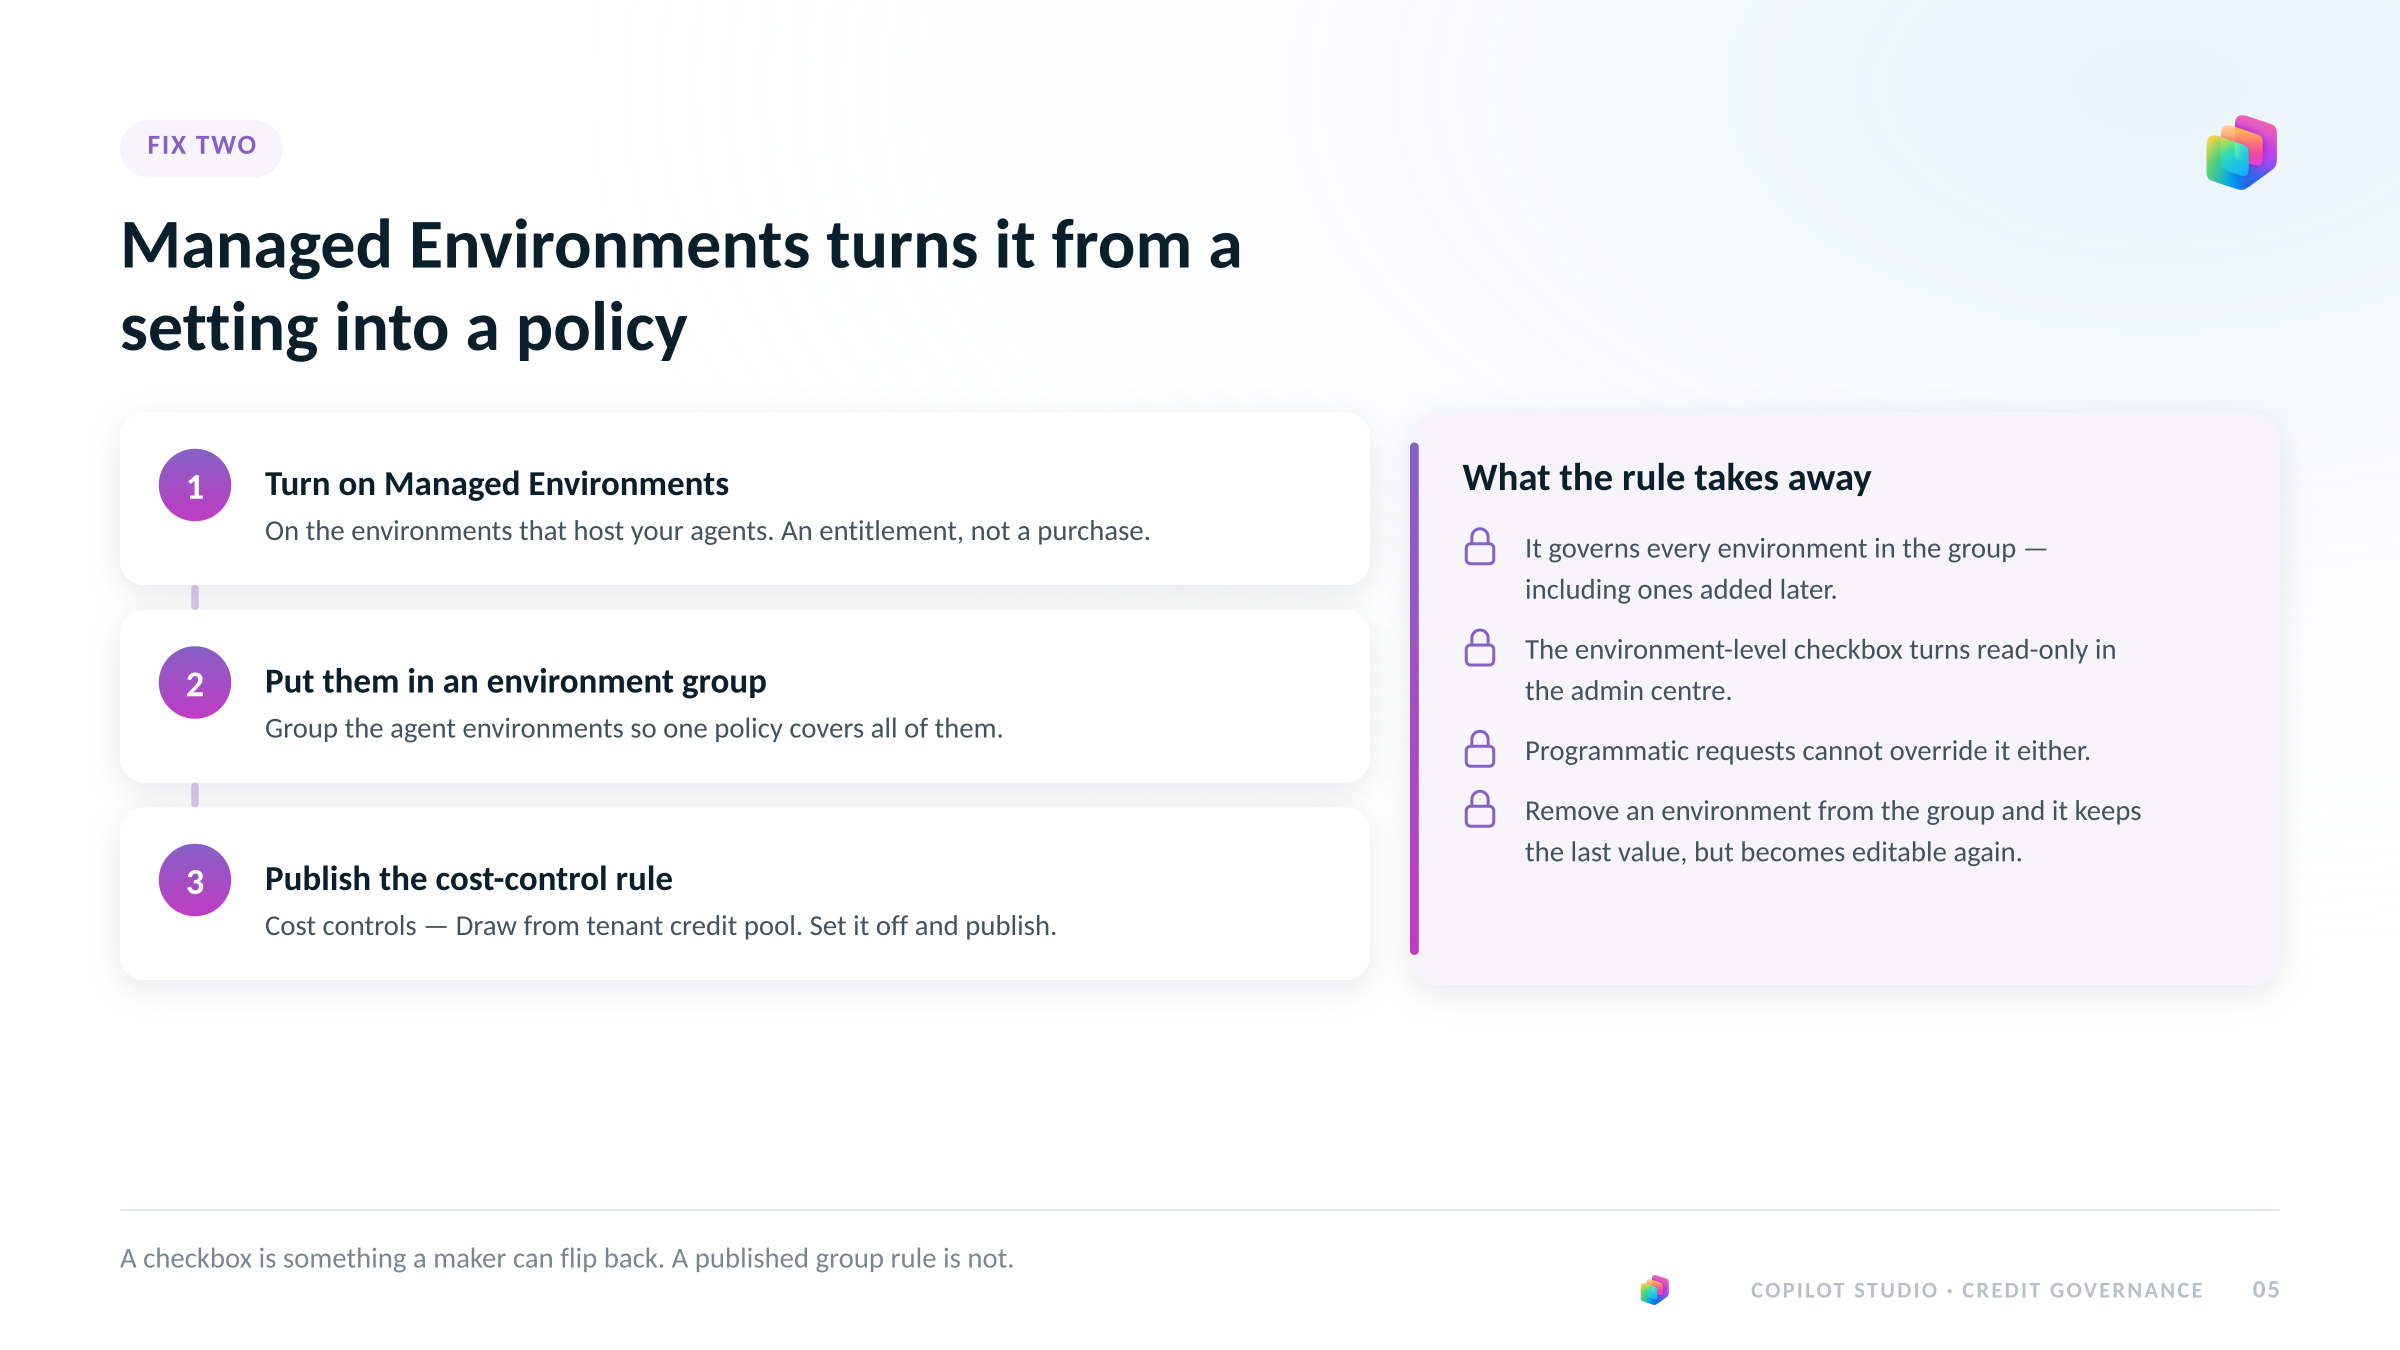 FIX TWO
Managed Environments turns it from a
setting into a policy
1
Turn on Managed Environments
On the environments that host your agents. An entitlement, not a purchase.
2
Put them in an environment group
Group the agent environments so one policy covers all of them.
3
Publish the cost-control rule
Cost controls — Draw from tenant credit pool. Set it off and publish.
What the rule takes away
It governs every environment in the group —
including ones added later.
The environment-level checkbox turns read-only in
the admin centre.
Programmatic requests cannot override it either.
Remove an environment from the group and it keeps
the last value, but becomes editable again.
A checkbox is something a maker can flip back. A published group rule is not.
COPILOT STUDIO · CREDIT GOVERNANCE 05